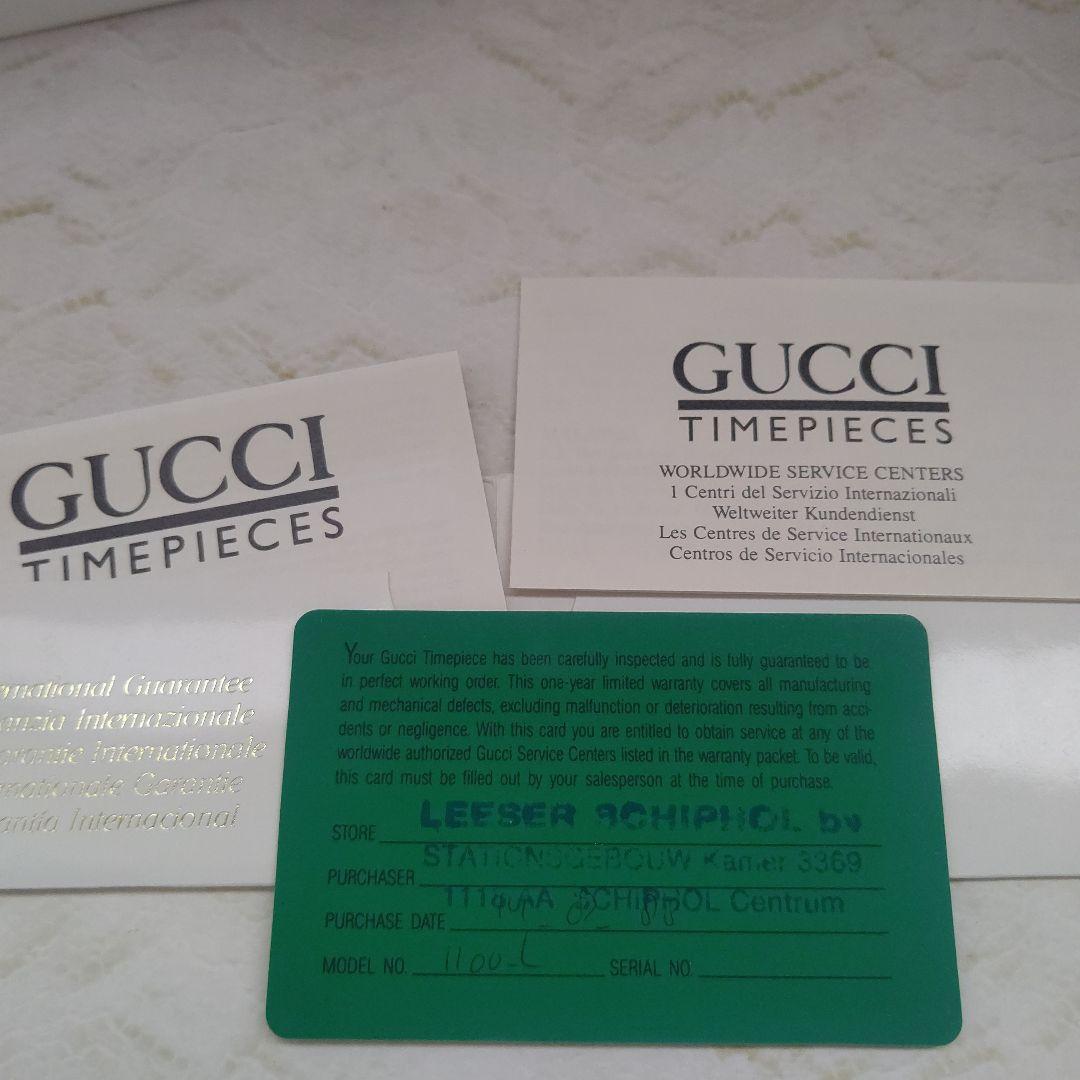 GUCCI
TIMEPIECES
WORLDWIDE SERVICE CENTERS
1 Centri del Servizio Internazionali
Weltweiter Kundendienst
Les Centres de Service Internationaux
Centros de Servicio Internacionales
GUCCI
TIMEPIECES
Guarantee
Internazionale
Internationale
Garantie
Internacional
Your Gucci Timepiece has been carefully inspected and is fully guaranteed to be
in perfect working order. This one-year limited warranty covers all manufacturing
and mechanical defects, excluding malfunction or deterioration resulting from acci-
dents or negligence. With this card you are entitled to obtain service at any of the
worldwide authorized Gucci Service Centers listed in the warranty packet. To be valid,
this card must be filled out by your salesperson at the time of purchase.
STORE LEESER SCHIPHOL bv
STATIONSGEBOUW Kamer 3369
PURCHASER
SCHIPHOL Centrum
PURCHASE DATE
MODEL NO. 1100-L SERIAL NO.